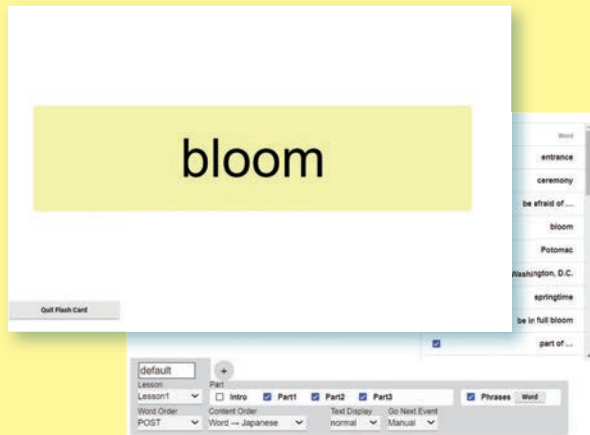 bloom
Quit Flash Card
Word
entrance
ceremony
be afraid of ...
bloom
Potomac
Washington, D.C.
springtime
be in full bloom
part of ...
default +
Lesson Part
Lesson1 Intro Part1 Part2 Part3 Phrases Word
Word Order Content Order Text Display Go Next Event
POST Word → Japanese normal Manual